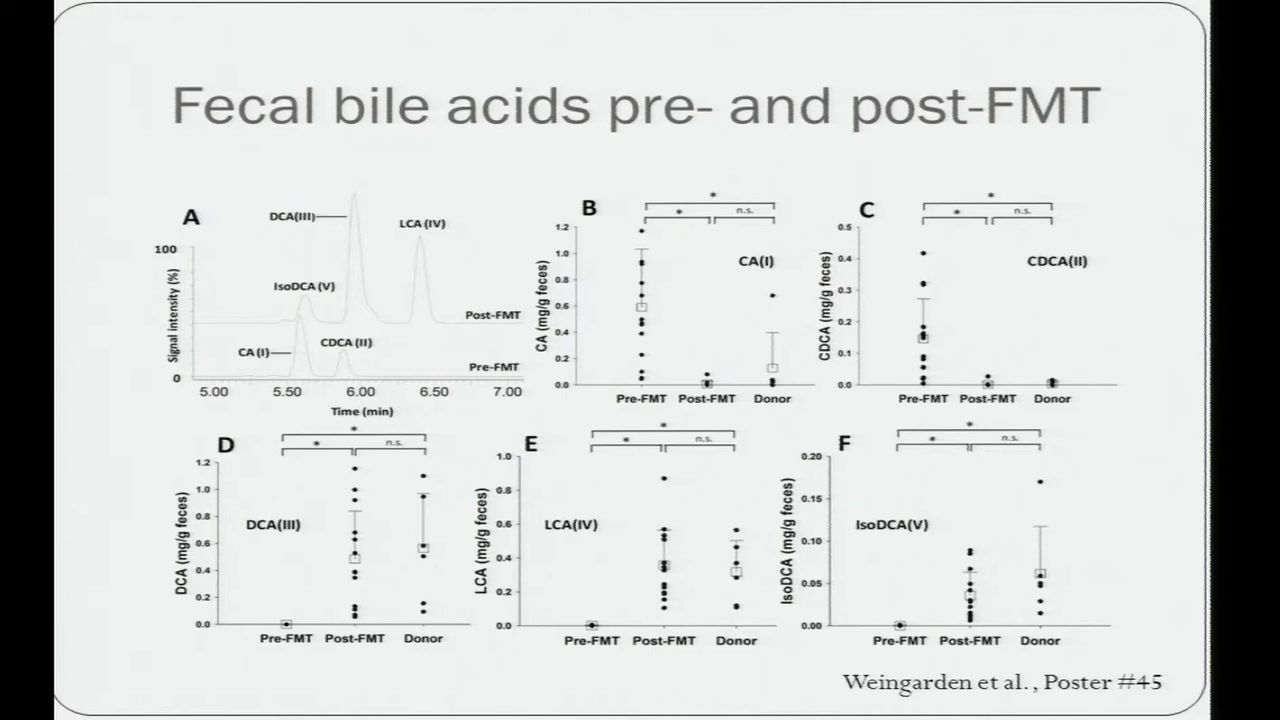 Fecal bile acids pre- and post-FMT
A
100
0
Signal intensity (%)
DCA(III)
LCA (IV)
IsoDCA (V)
Post-FMT
CA (I)
CDCA (II)
Pre-FMT
5.00 5.50 6.00 6.50 7.00
Time (min)
B
* * n.s.
CA(I)
CA (mg/g feces)
1.2
1.0
0.8
0.6
0.4
0.2
0.0
Pre-FMT Post-FMT Donor
C
* * n.s.
CDCA(II)
CDCA (mg/g feces)
0.5
0.4
0.3
0.2
0.1
0.0
Pre-FMT Post-FMT Donor
D
* * n.s.
DCA(III)
DCA (mg/g feces)
1.2
1.0
0.8
0.6
0.4
0.2
0.0
Pre-FMT Post-FMT Donor
E
* * n.s.
LCA(IV)
LCA (mg/g feces)
1.0
0.8
0.6
0.4
0.2
0.0
Pre-FMT Post-FMT Donor
F
* * n.s.
IsoDCA(V)
IsoDCA (mg/g feces)
0.20
0.15
0.10
0.05
0.00
Pre-FMT Post-FMT Donor
Weingarden et al. , Poster #45